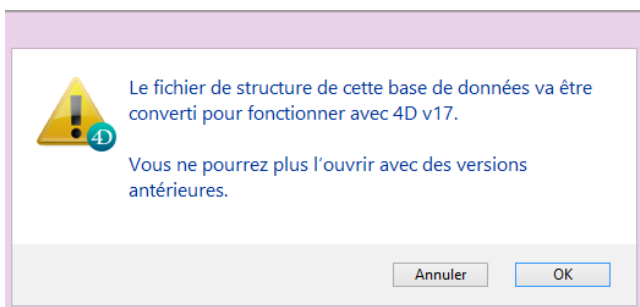 Le fichier de structure de cette base de données va être
converti pour fonctionner avec 4D v17.
Vous ne pourrez plus l'ouvrir avec des versions
antérieures.
4D
Annuler OK